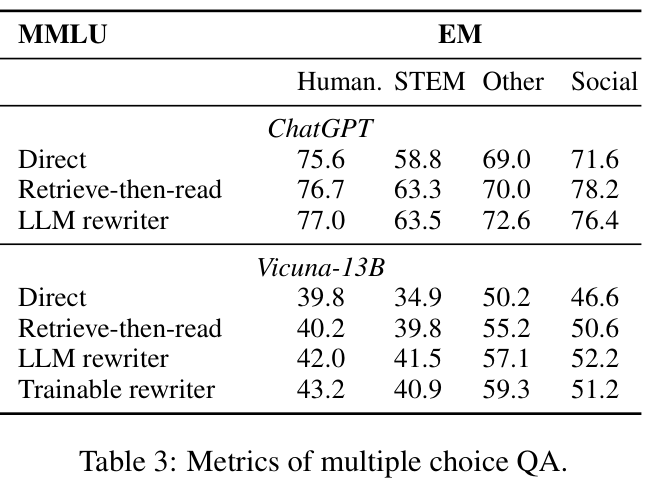 MMLU EM
Human. STEM Other Social
ChatGPT
Direct 75.6 58.8 69.0 71.6
Retrieve-then-read 76.7 63.3 70.0 78.2
LLM rewriter 77.0 63.5 72.6 76.4
Vicuna-13B
Direct 39.8 34.9 50.2 46.6
Retrieve-then-read 40.2 39.8 55.2 50.6
LLM rewriter 42.0 41.5 57.1 52.2
Trainable rewriter 43.2 40.9 59.3 51.2
Table 3: Metrics of multiple choice QA.